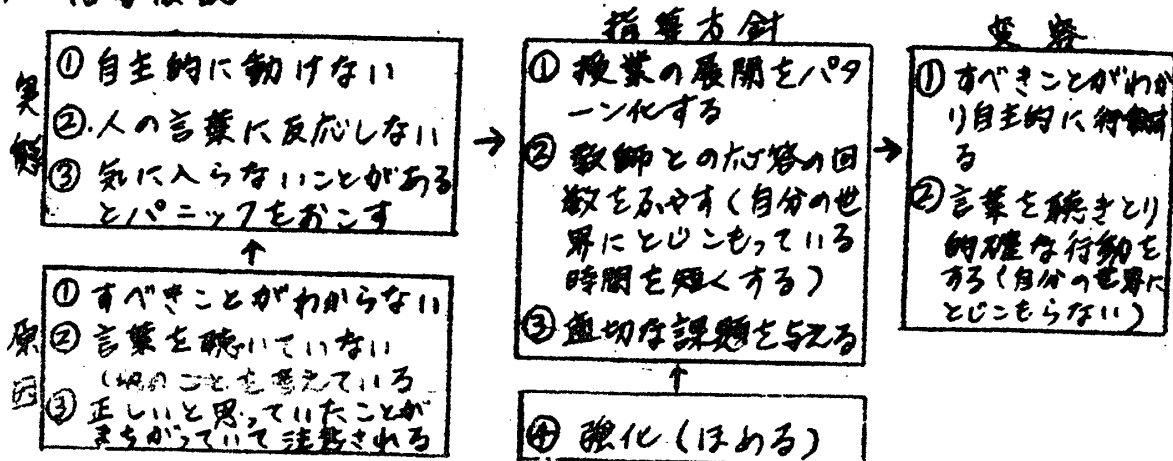 実態
① 自主的に動けない
②.人の言葉に反応しない
③ 気に入らないことがある
とパニックをおこす
原因
① すべきことがわからない
② 言葉を聴いていない
(他のことを考えている
③ 正しいと思っていたことが
まちがっていて注意される
指導方針
① 授業の展開をパタ
ーン化する
② 教師との応答の回
数をふやす(自分の世
界にとじこもっている
時間を短くする)
③ 適切な課題を与える
④ 強化(ほめる)
変容
① すべきことがわか
り自主的に行動す
る
② 言葉を聴きとり
的確な行動を
する(自分の世界に
とじこもらない)